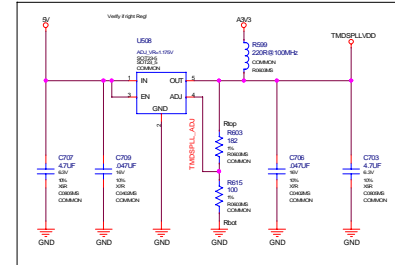 Verify if right Reg!
5V
A3V3
TMDSPLLVDD
U508
ADJ_VR=1.175V
SOT23-5
SOT23_5
COMMON
R599
220R@100MHz
COMMON
R0603MS
1 IN OUT 5
3 EN ADJ 4
GND
2
TMDSPLL_ADJ
Rtop
R603
182
1%
R0603MS
COMMON
R615
100
1%
R0603MS
COMMON
Rbot
C707
4.7UF
6.3V
10%
X5R
C0805MS
COMMON
C709
.047UF
16V
10%
X7R
C0402MS
COMMON
C706
.047UF
16V
10%
X7R
C0402MS
COMMON
C703
4.7UF
6.3V
10%
X5R
C0805MS
COMMON
GND GND GND GND GND GND